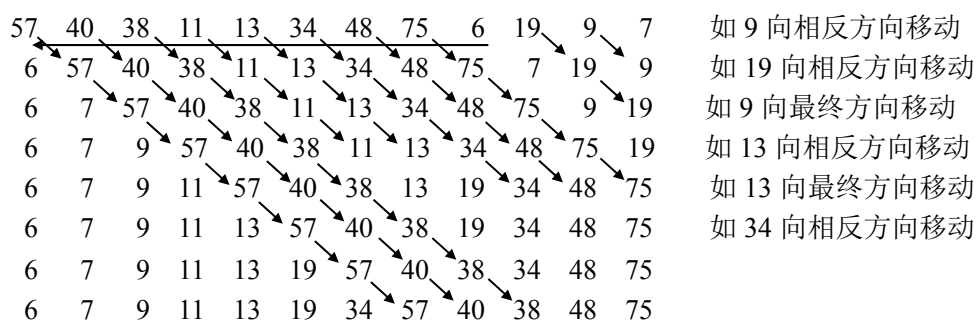 57 40 38 11 13 34 48 75 6 19 9 7 如 9 向相反方向移动
6 57 40 38 11 13 34 48 75 7 19 9 如 19 向相反方向移动
6 7 57 40 38 11 13 34 48 75 9 19 如 9 向最终方向移动
6 7 9 57 40 38 11 13 34 48 75 19 如 13 向相反方向移动
6 7 9 11 57 40 38 13 19 34 48 75 如 13 向最终方向移动
6 7 9 11 13 57 40 38 19 34 48 75 如 34 向相反方向移动
6 7 9 11 13 19 57 40 38 34 48 75
6 7 9 11 13 19 34 57 40 38 48 75